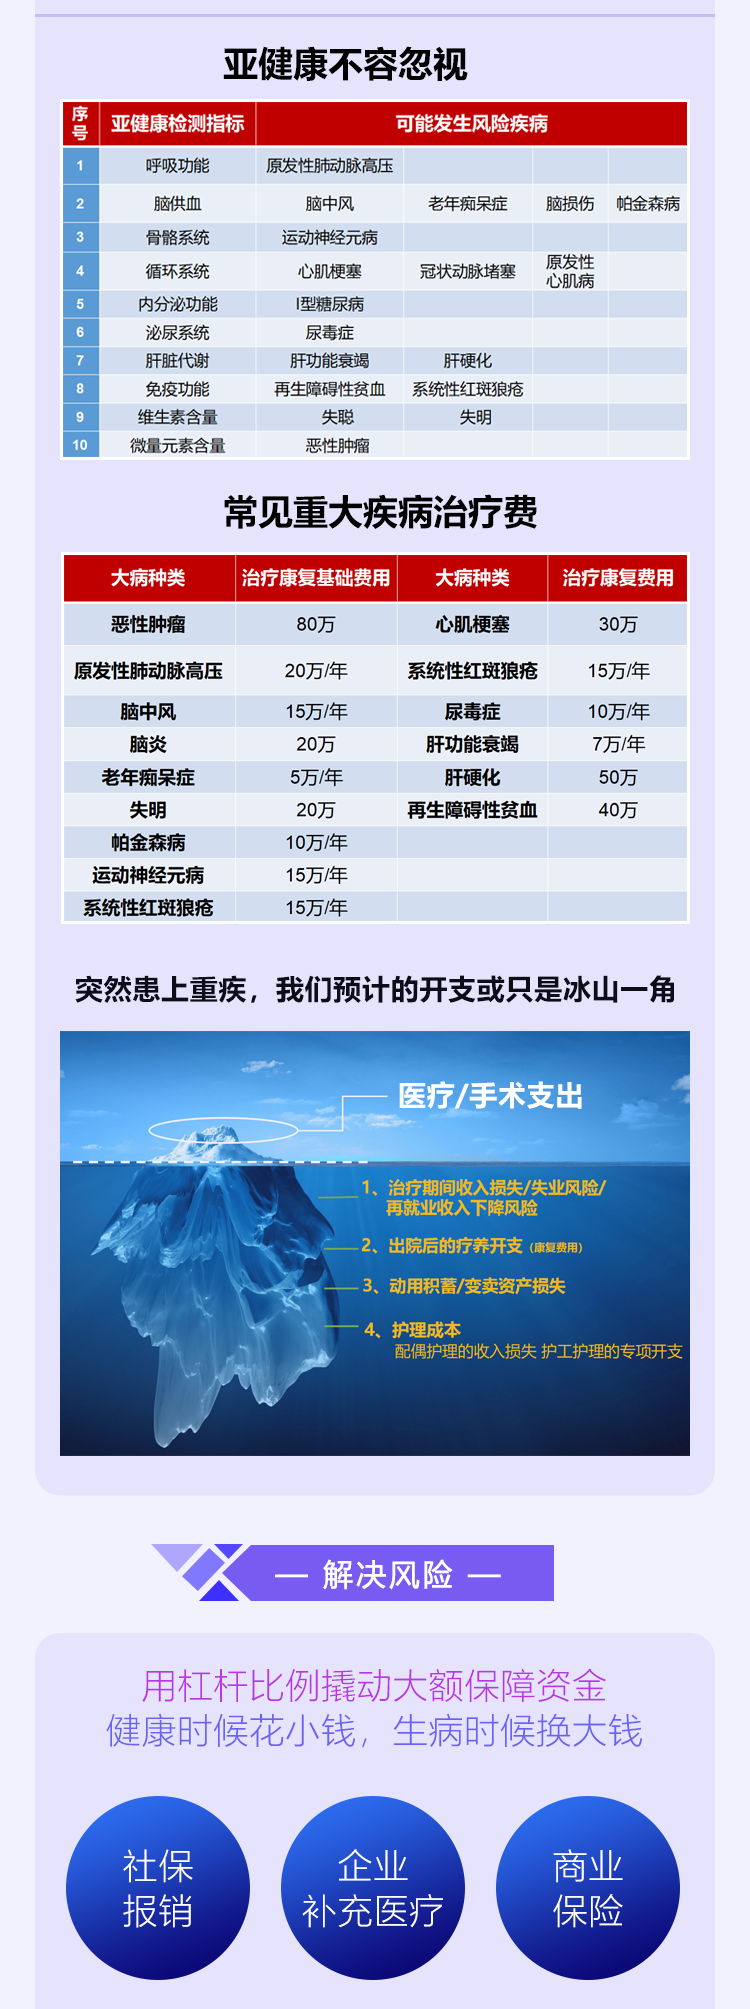 亚健康不容忽视
序号 亚健康检测指标 可能发生风险疾病
1 呼吸功能 原发性肺动脉高压
2 脑供血 脑中风 老年痴呆症 脑损伤 帕金森病
3 骨骼系统 运动神经元病
4 循环系统 心肌梗塞 冠状动脉堵塞 原发性心肌病
5 内分泌功能 I型糖尿病
6 泌尿系统 尿毒症
7 肝脏代谢 肝功能衰竭 肝硬化
8 免疫功能 再生障碍性贫血 系统性红斑狼疮
9 维生素含量 失聪 失明
10 微量元素含量 恶性肿瘤
常见重大疾病治疗费
大病种类 治疗康复基础费用 大病种类 治疗康复费用
恶性肿瘤 80万 心肌梗塞 30万
原发性肺动脉高压 20万/年 系统性红斑狼疮 15万/年
脑中风 15万/年 尿毒症 10万/年
脑炎 20万 肝功能衰竭 7万/年
老年痴呆症 5万/年 肝硬化 50万
失明 20万 再生障碍性贫血 40万
帕金森病 10万/年
运动神经元病 15万/年
系统性红斑狼疮 15万/年
突然患上重疾，我们预计的开支或只是冰山一角
医疗/手术支出
1、治疗期间收入损失/失业风险/
再就业收入下降风险
2、出院后的疗养开支（康复费用）
3、动用积蓄/变卖资产损失
4、护理成本
配偶护理的收入损失 护工护理的专项开支
— 解决风险 —
用杠杆比例撬动大额保障资金
健康时候花小钱，生病时候换大钱
社保
报销
企业
补充医疗
商业
保险